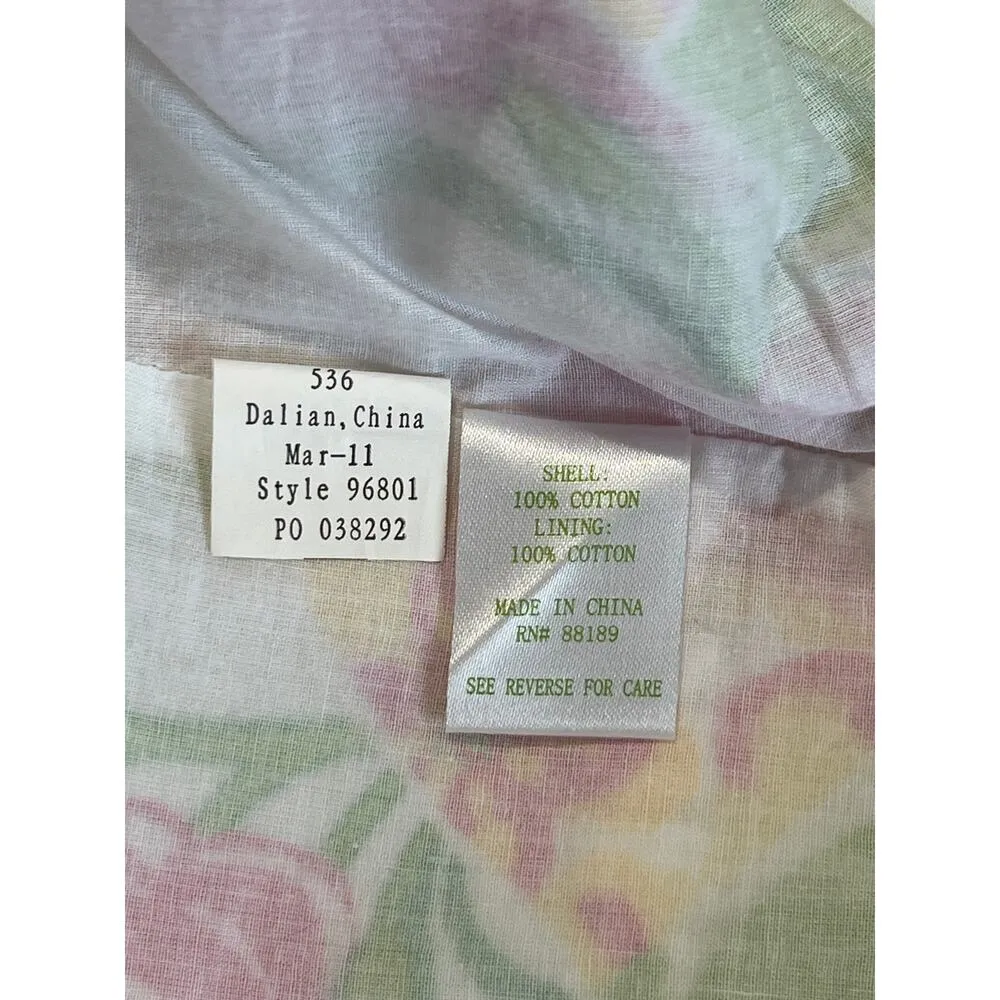 536
Dalian, China
Mar-11
Style 96801
PO 038292
SHELL:
100% COTTON
LINING:
100% COTTON
MADE IN CHINA
RN# 88189
SEE REVERSE FOR CARE